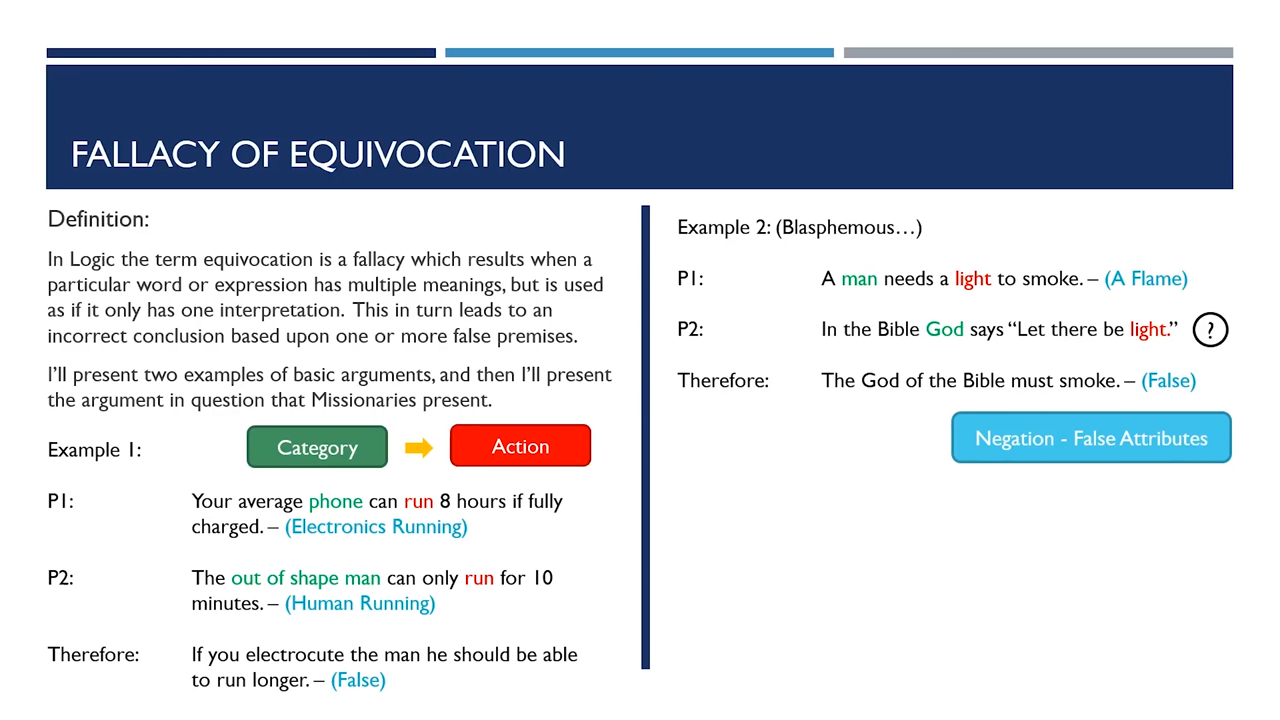 FALLACY OF EQUIVOCATION
Definition:
In Logic the term equivocation is a fallacy which results when a
particular word or expression has multiple meanings, but is used
as if it only has one interpretation. This in turn leads to an
incorrect conclusion based upon one or more false premises.
I'll present two examples of basic arguments, and then I'll present
the argument in question that Missionaries present.
Example 1:
Category
Action
P1: Your average phone can run 8 hours if fully
charged. – (Electronics Running)
P2: The out of shape man can only run for 10
minutes. – (Human Running)
Therefore: If you electrocute the man he should be able
to run longer. – (False)
Example 2: (Blasphemous…)
P1: A man needs a light to smoke. – (A Flame)
P2: In the Bible God says “Let there be light.” ?
Therefore: The God of the Bible must smoke. – (False)
Negation - False Attributes